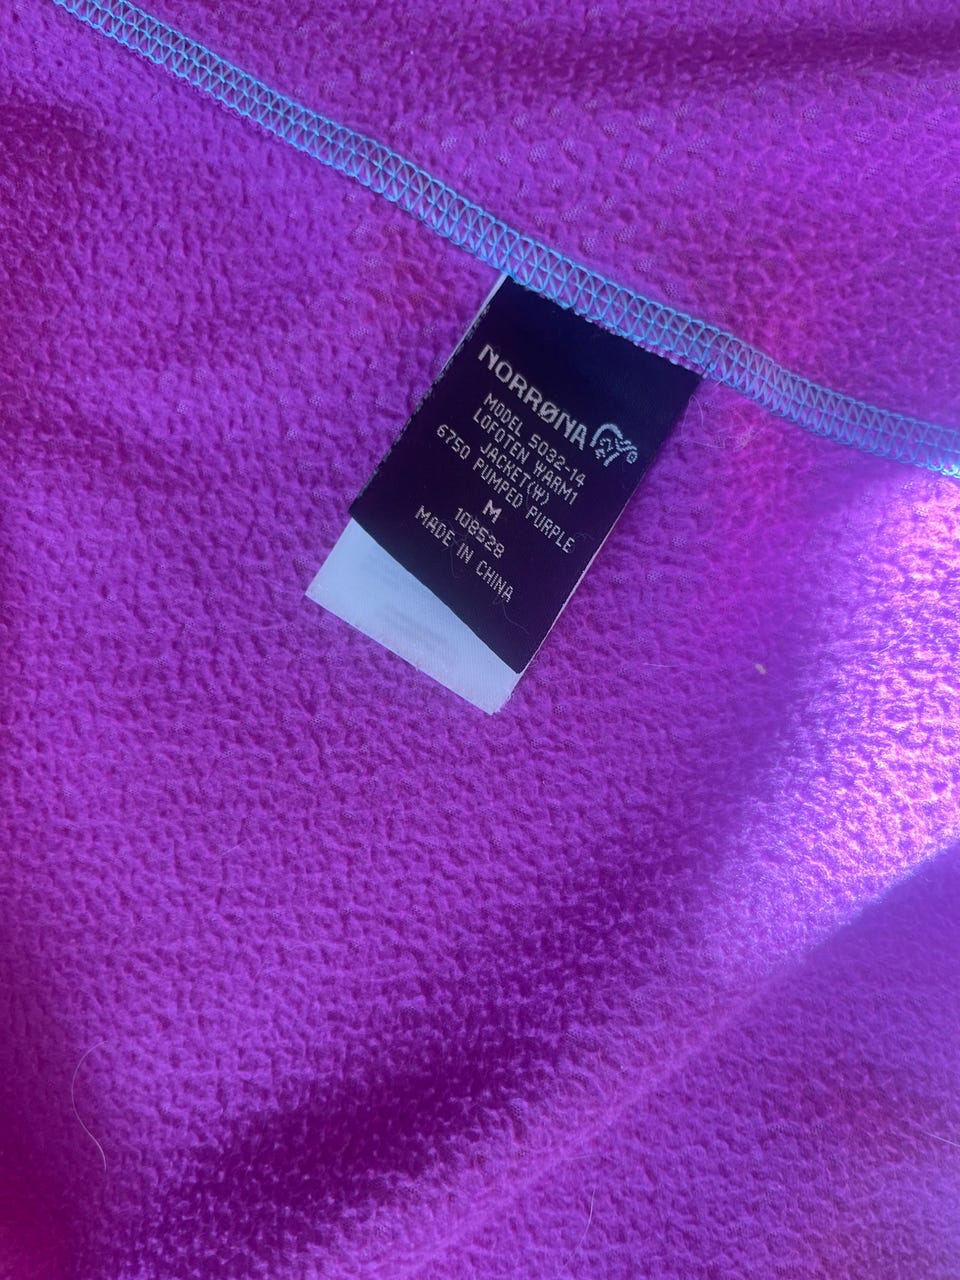 NORRØNA
MODEL 5032-14
LOFOTEN WARM1
JACKET(W)
6750 PUMPED PURPLE
M
108528
MADE IN CHINA